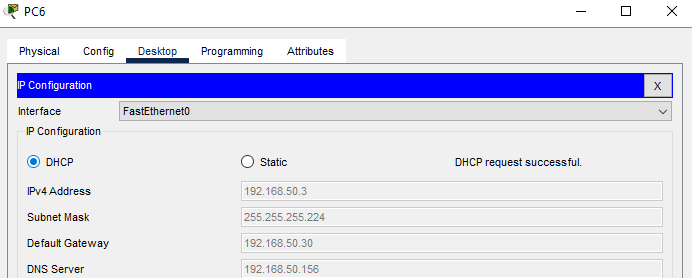 PC6
Physical Config Desktop Programming Attributes
IP Configuration X
Interface FastEthernet0
IP Configuration
DHCP Static DHCP request successful.
IPv4 Address 192.168.50.3
Subnet Mask 255.255.255.224
Default Gateway 192.168.50.30
DNS Server 192.168.50.156